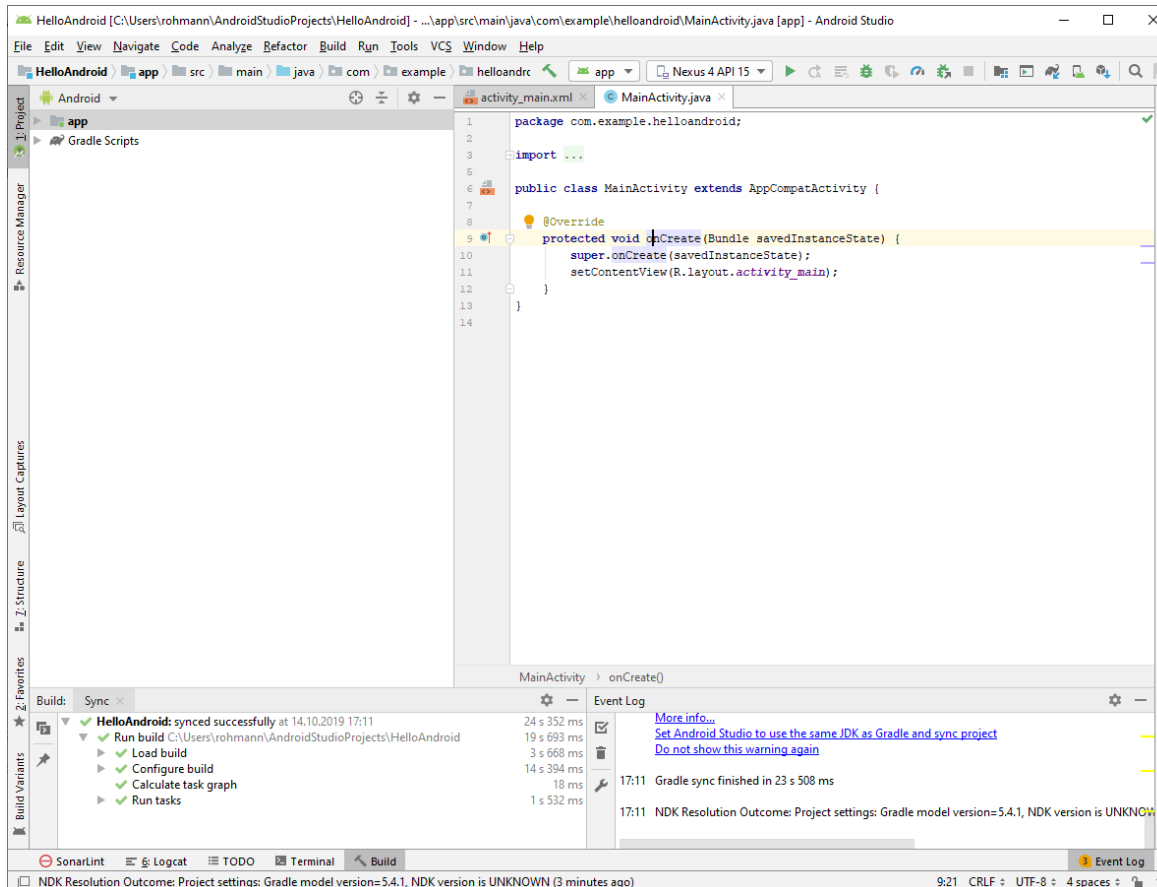 HelloAndroid [C:\Users\rohmann\AndroidStudioProjects\HelloAndroid] - ...\app\src\main\java\com\example\helloandroid\MainActivity.java [app] - Android Studio
File Edit View Navigate Code Analyze Refactor Build Run Tools VCS Window Help
HelloAndroid app src main java com example helloandrc app Nexus 4 API 15
1: Project
Resource Manager
Layout Captures
Z: Structure
2: Favorites
Build Variants
Android
app
Gradle Scripts
activity_main.xml MainActivity.java
1 package com.example.helloandroid;
2
3 import ...
5
6 public class MainActivity extends AppCompatActivity {
7
8 @Override
9 protected void onCreate(Bundle savedInstanceState) {
10 super.onCreate(savedInstanceState);
11 setContentView(R.layout.activity_main);
12 }
13 }
14
MainActivity › onCreate()
Build: Sync
HelloAndroid: synced successfully at 14.10.2019 17:11 24 s 352 ms
Run build C:\Users\rohmann\AndroidStudioProjects\HelloAndroid 19 s 693 ms
Load build 3 s 668 ms
Configure build 14 s 394 ms
Calculate task graph 18 ms
Run tasks 1 s 532 ms
Event Log
More info...
Set Android Studio to use the same JDK as Gradle and sync project
Do not show this warning again
17:11 Gradle sync finished in 23 s 508 ms
17:11 NDK Resolution Outcome: Project settings: Gradle model version=5.4.1, NDK version is UNKNOW
SonarLint 6: Logcat TODO Terminal Build 3 Event Log
NDK Resolution Outcome: Project settings: Gradle model version=5.4.1, NDK version is UNKNOWN (3 minutes ago) 9:21 CRLF UTF-8 4 spaces